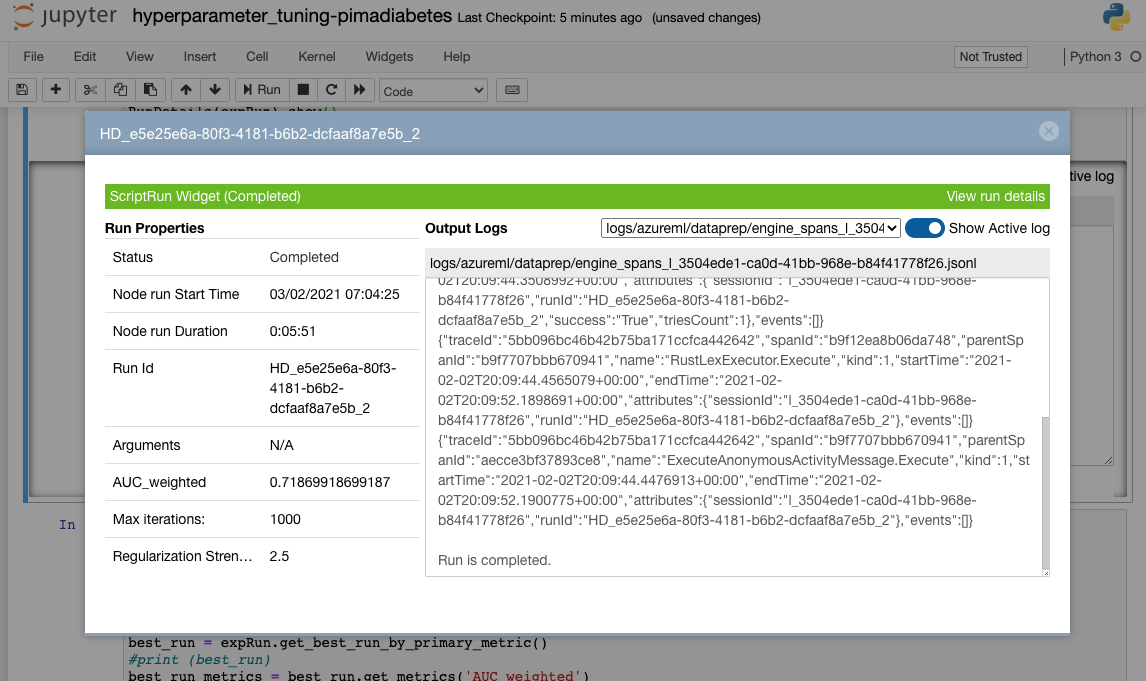 jupyter hyperparameter_tuning-pimadiabetes Last Checkpoint: 5 minutes ago (unsaved changes)
File Edit View Insert Cell Kernel Widgets Help Not Trusted Python 3
Run Code
RunDetails(expRun).show()
HD_e5e25e6a-80f3-4181-b6b2-dcfaaf8a7e5b_2
tive log
ScriptRun Widget (Completed) View run details
Run Properties
Status Completed
Node run Start Time 03/02/2021 07:04:25
Node run Duration 0:05:51
Run Id HD_e5e25e6a-80f3-
4181-b6b2-
dcfaaf8a7e5b_2
Arguments N/A
AUC_weighted 0.71869918699187
Max iterations: 1000
Regularization Stren... 2.5
Output Logs logs/azureml/dataprep/engine_spans_l_3504 Show Active log
logs/azureml/dataprep/engine_spans_l_3504ede1-ca0d-41bb-968e-b84f41778f26.jsonl
02T20:09:44.3508992+00:00","attributes":{"sessionId":"l_3504ede1-ca0d-41bb-968e-
b84f41778f26","runId":"HD_e5e25e6a-80f3-4181-b6b2-
dcfaaf8a7e5b_2","success":"True","triesCount":1},"events":[]}
{"traceId":"5bb096bc46b42b75ba171ccfca442642","spanId":"b9f12ea8b06da748","parentSp
anId":"b9f7707bbb670941","name":"RustLexExecutor.Execute","kind":1,"startTime":"2021-
02-02T20:09:44.4565079+00:00","endTime":"2021-02-
02T20:09:52.1898691+00:00","attributes":{"sessionId":"l_3504ede1-ca0d-41bb-968e-
b84f41778f26","runId":"HD_e5e25e6a-80f3-4181-b6b2-dcfaaf8a7e5b_2"},"events":[]}
{"traceId":"5bb096bc46b42b75ba171ccfca442642","spanId":"b9f7707bbb670941","parentSp
anId":"aecce3bf37893ce8","name":"ExecuteAnonymousActivityMessage.Execute","kind":1,"st
artTime":"2021-02-02T20:09:44.4476913+00:00","endTime":"2021-02-
02T20:09:52.1900775+00:00","attributes":{"sessionId":"l_3504ede1-ca0d-41bb-968e-
b84f41778f26","runId":"HD_e5e25e6a-80f3-4181-b6b2-dcfaaf8a7e5b_2"},"events":[]}
Run is completed.
In
best_run = expRun.get_best_run_by_primary_metric()
#print (best_run)
best_run_metrics = best_run.get_metrics('AUC_weighted')